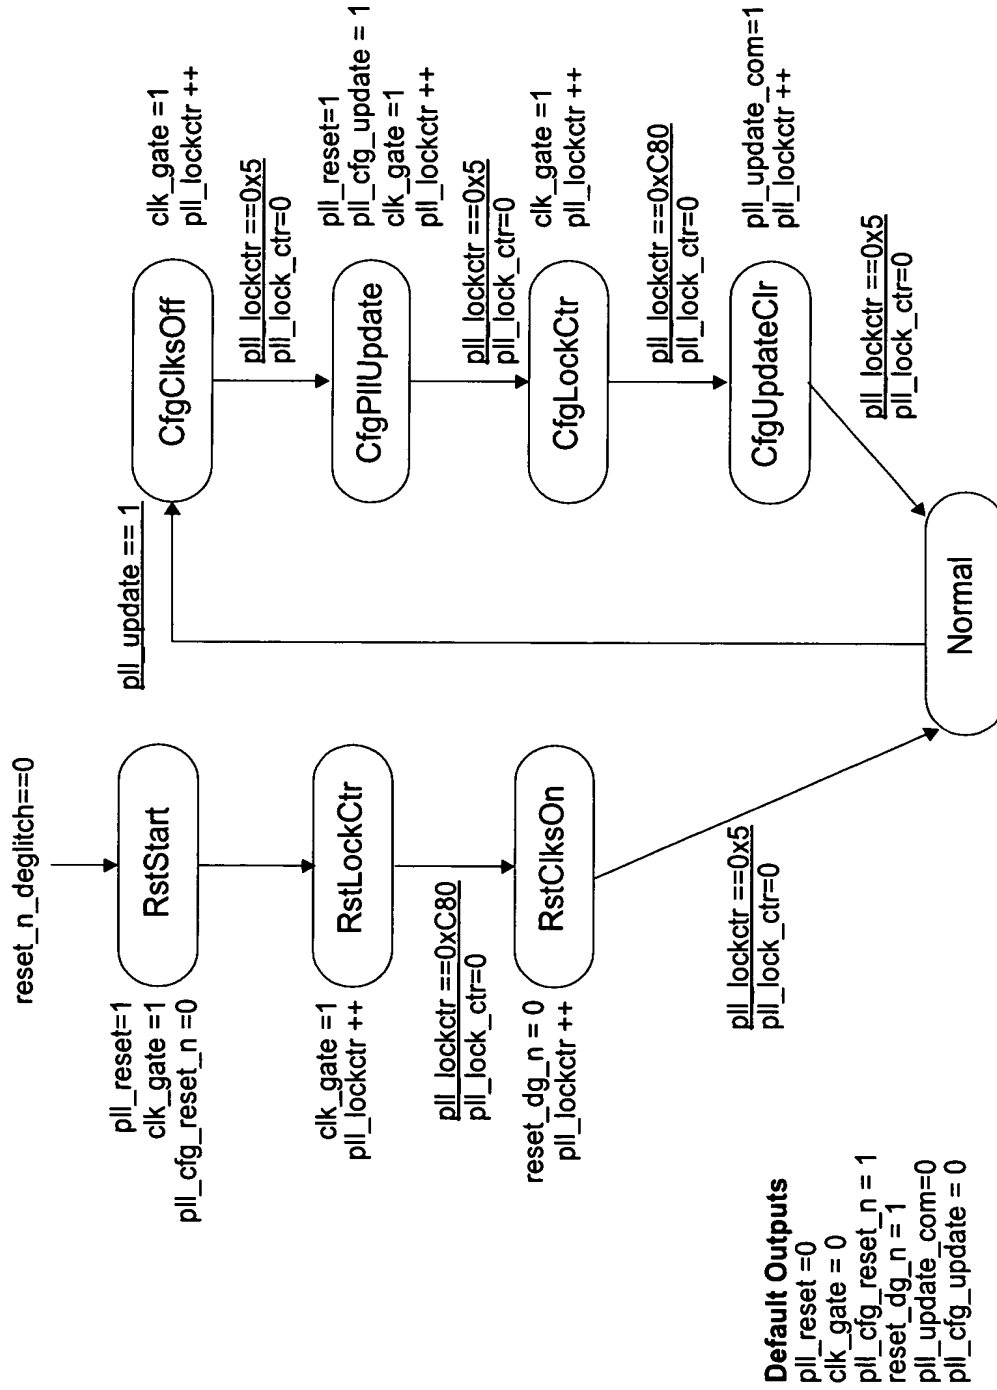 reset_n_deglitch==0
RstStart
pll_reset=1
clk_gate =1
pll_cfg_reset_n =0
RstLockCtr
clk_gate =1
pll_lockctr ++
pll_lockctr ==0xC80
pll_lock_ctr=0
RstClksOn
reset_dg_n = 0
pll_lockctr ++
pll_lockctr ==0x5
pll_lock_ctr=0
Normal
pll_update == 1
CfgClksOff
clk_gate =1
pll_lockctr ++
pll_lockctr ==0x5
pll_lock_ctr=0
CfgPllUpdate
pll_reset=1
pll_cfg_update = 1
clk_gate =1
pll_lockctr ++
pll_lockctr ==0x5
pll_lock_ctr=0
CfgLockCtr
clk_gate =1
pll_lockctr ++
pll_lockctr ==0xC80
pll_lock_ctr=0
CfgUpdateClr
pll_update_com=1
pll_lockctr ++
pll_lockctr ==0x5
pll_lock_ctr=0
Default Outputs
pll_reset =0
clk_gate = 0
pll_cfg_reset_n = 1
reset_dg_n = 1
pll_update_com=0
pll_cfg_update = 0